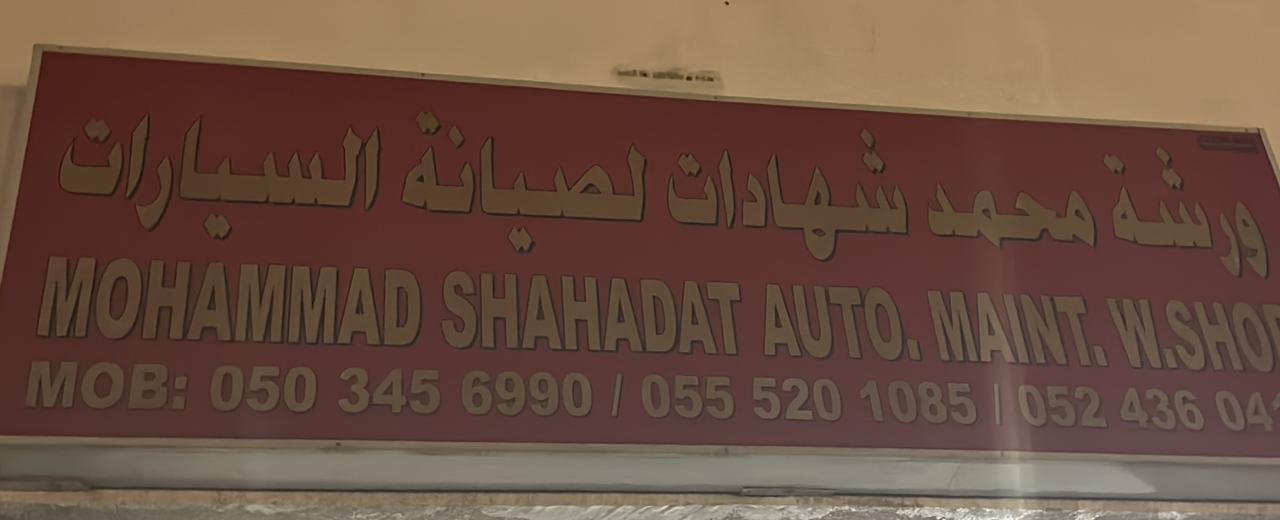 ورشة محمد شهادات لصيانة السيارات
MOHAMMAD SHAHADAT AUTO. MAINT. W.SHOP
MOB: 050 345 6990 / 055 520 1085 / 052 436 04